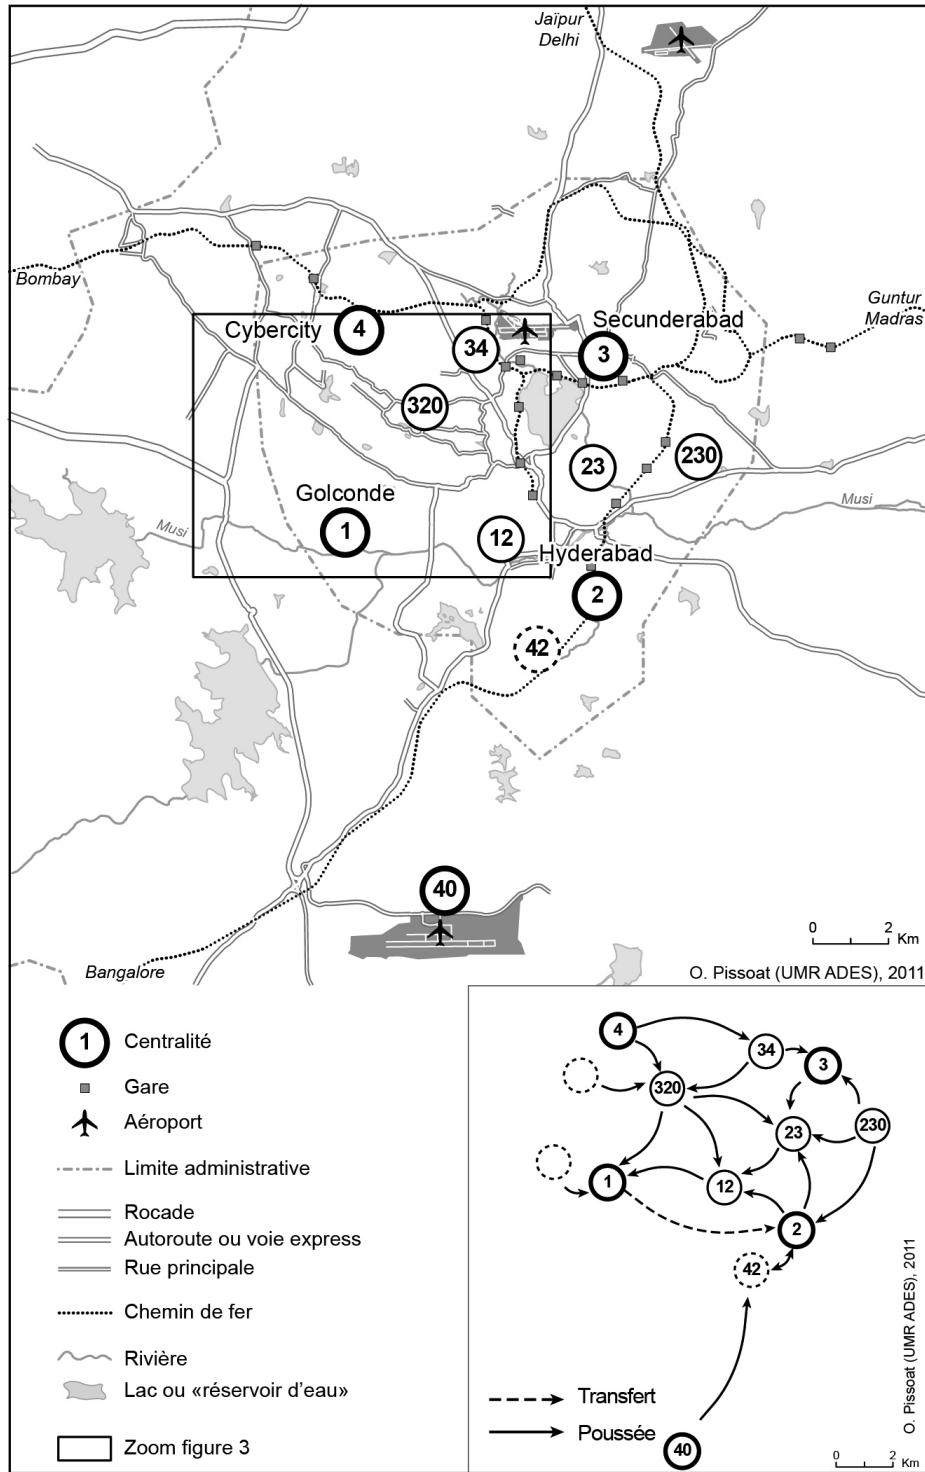 Jaïpur
Delhi
Bombay
Guntur
Madras
Cybercity
4
34
Secunderabad
3
320
23
230
Golconde
1
12
Musi
Musi
Hyderabad
2
42
40
Bangalore
0 2 Km
O. Pissoat (UMR ADES), 2011
1 Centralité
Gare
Aéroport
Limite administrative
Rocade
Autoroute ou voie express
Rue principale
Chemin de fer
Rivière
Lac ou «réservoir d'eau»
Zoom figure 3
4
34
3
320
23
230
1
12
2
42
Transfert
Poussée
40
0 2 Km
O. Pissoat (UMR ADES), 2011